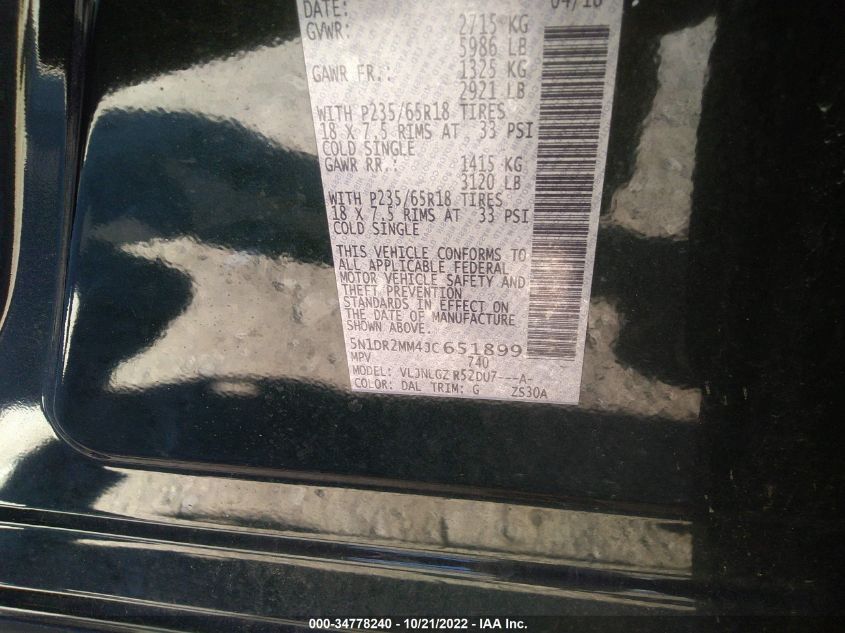 DATE: 04/18
GVWR: 2715 KG
5986 LB
GAWR FR.: 1325 KG
2921 LB
WITH P235/65R18 TIRES
18 X 7.5 RIMS AT 33 PSI
COLD SINGLE
GAWR RR.: 1415 KG
3120 LB
WITH P235/65R18 TIRES
18 X 7.5 RIMS AT 33 PSI
COLD SINGLE
THIS VEHICLE CONFORMS TO
ALL APPLICABLE FEDERAL
MOTOR VEHICLE SAFETY AND
THEFT PREVENTION
STANDARDS IN EFFECT ON
THE DATE OF MANUFACTURE
SHOWN ABOVE.
5N1DR2MM4JC651899
MPV 740
MODEL: VLJNLGZ R52DU7---A-
COLOR: DAL TRIM: G ZS30A
000-34778240 - 10/21/2022 - IAA Inc.